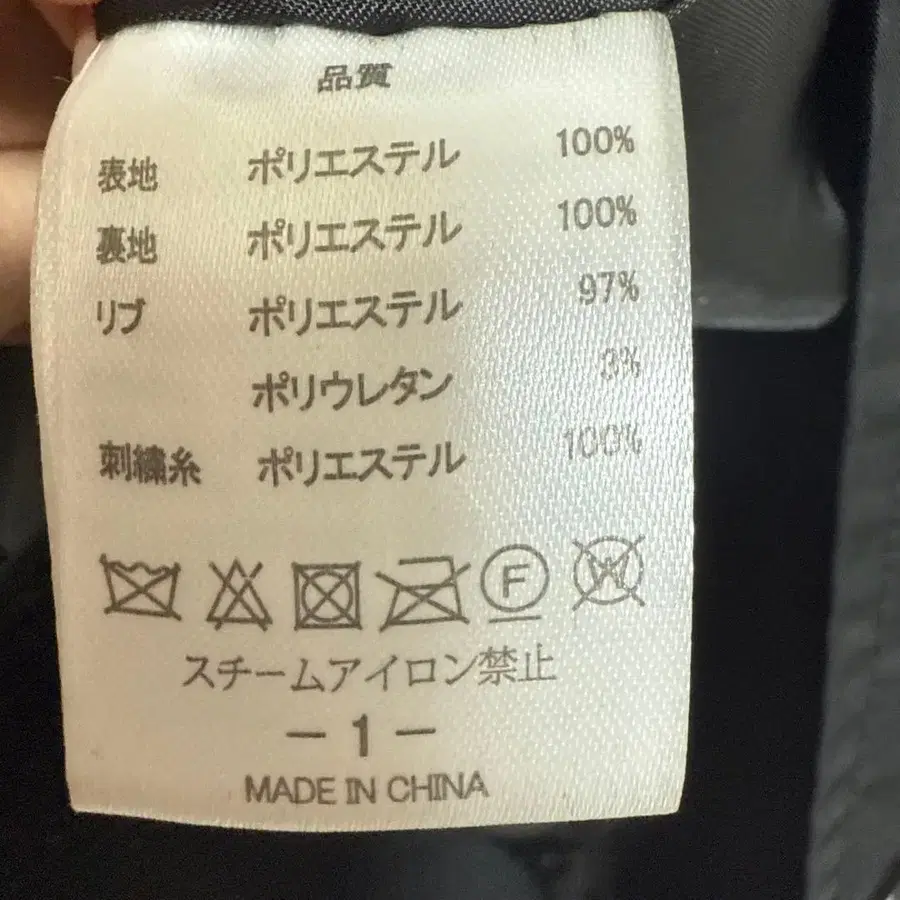 品質
表地 ポリエステル 100%
裏地 ポリエステル 100%
リブ ポリエステル 97%
ポリウレタン 3%
刺繍糸 ポリエステル 100%
F W
スチームアイロン禁止
-1-
MADE IN CHINA